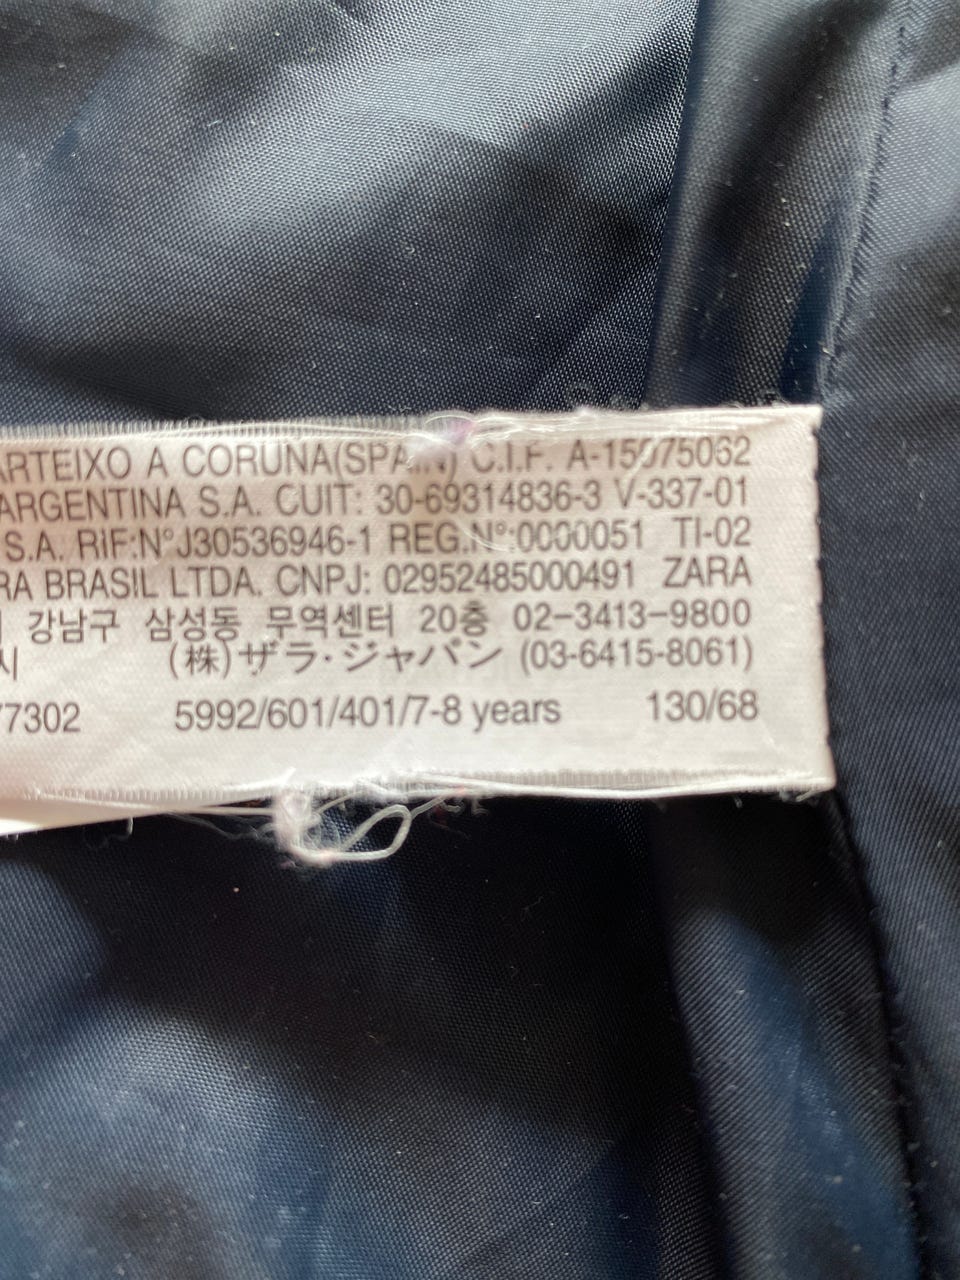 ARTEIXO A CORUNA(SPAIN) C.I.F. A-15075062
ARGENTINA S.A. CUIT: 30-69314836-3 V-337-01
S.A. RIF:N°J30536946-1 REG.N°:0000051 TI-02
RA BRASIL LTDA. CNPJ: 02952485000491 ZARA
강남구 삼성동 무역센터 20층 02-3413-9800
씨 (株)ザラ・ジャパン (03-6415-8061)
77302 5992/601/401/7-8 years 130/68